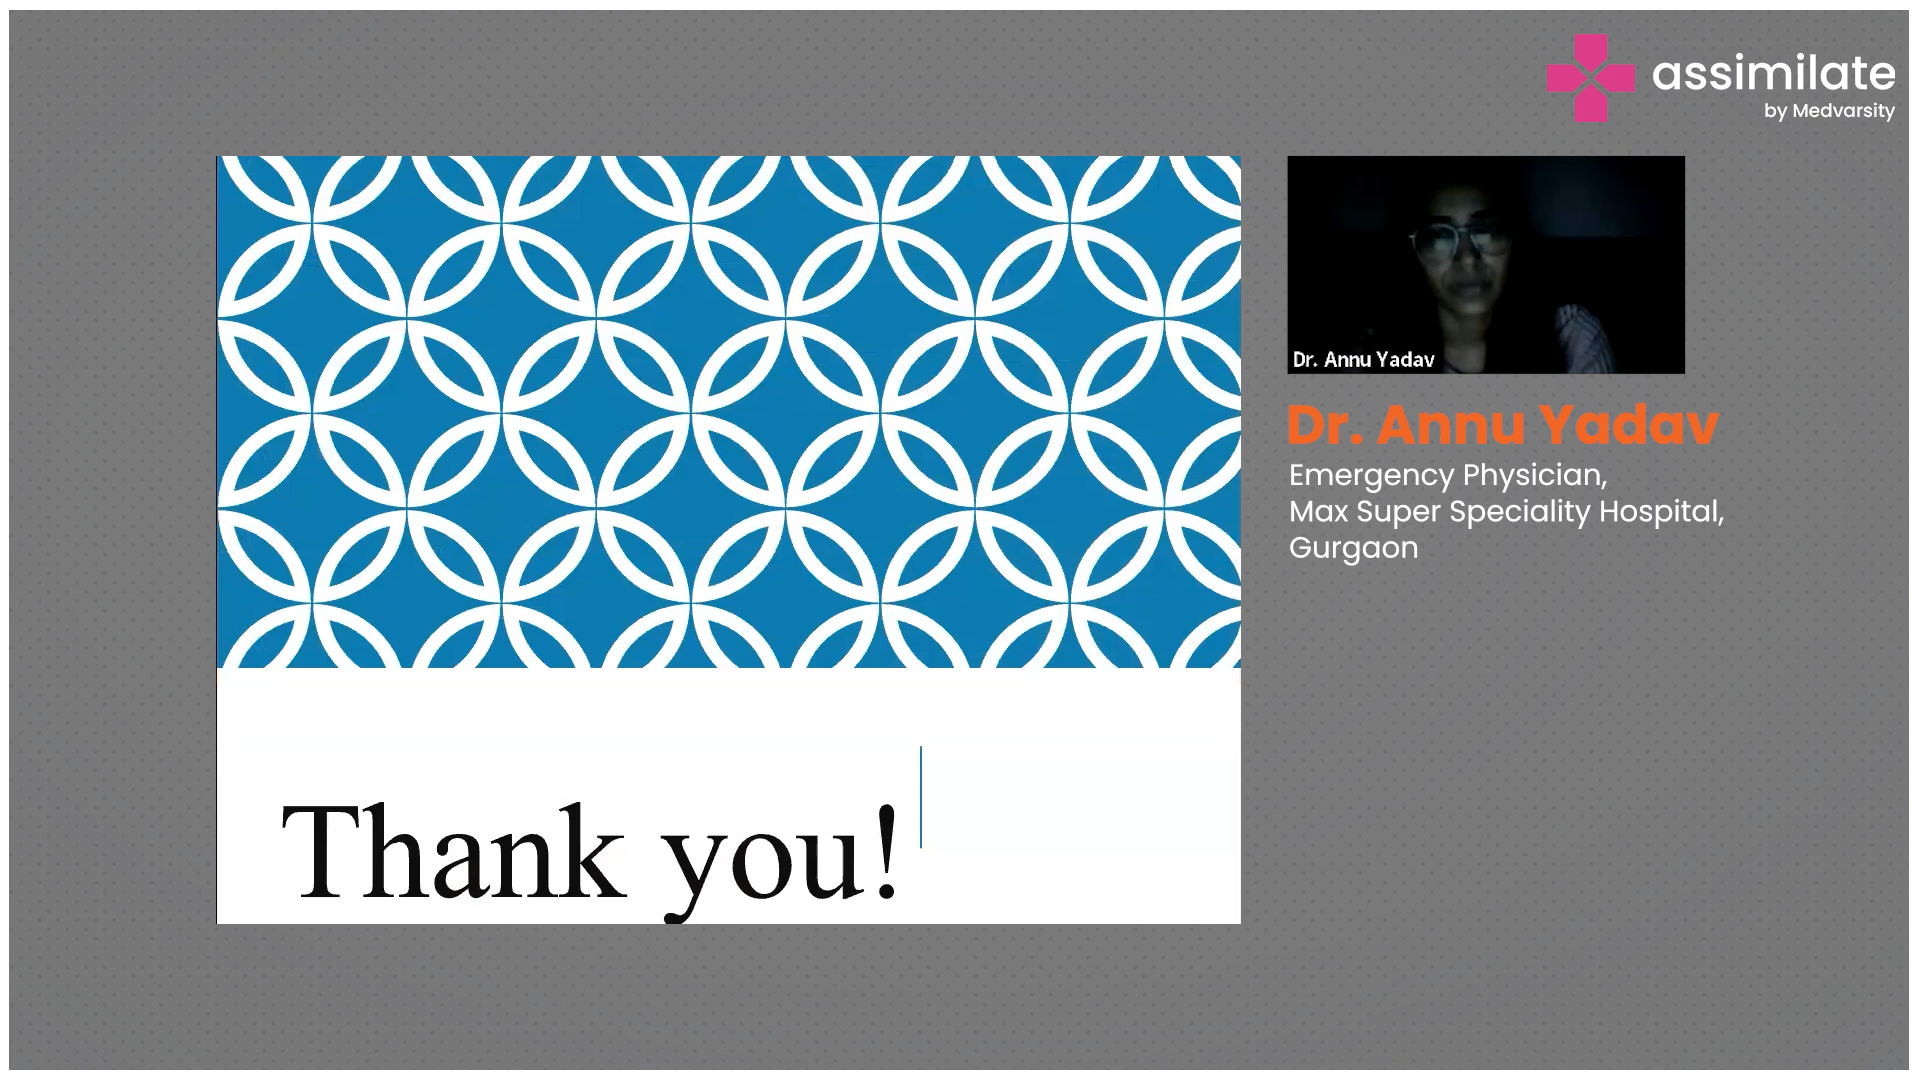 assimilate
by Medvarsity
Dr. Annu Yadav
Dr. Annu Yadav
Emergency Physician,
Max Super Speciality Hospital,
Gurgaon
Thank you!